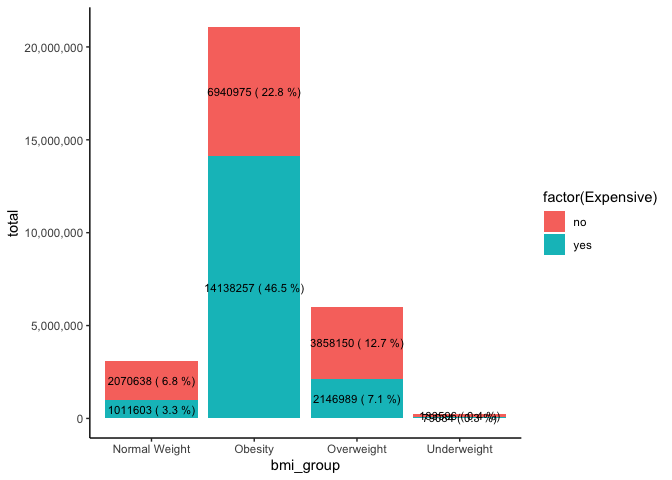 20,000,000
15,000,000
10,000,000
5,000,000
0
total
6940975 ( 22.8 %)
14138257 ( 46.5 %)
3858150 ( 12.7 %)
2146989 ( 7.1 %)
2070638 ( 6.8 %)
1011603 ( 3.3 %)
Normal Weight
Obesity
Overweight
Underweight
bmi_group
factor(Expensive)
no
yes